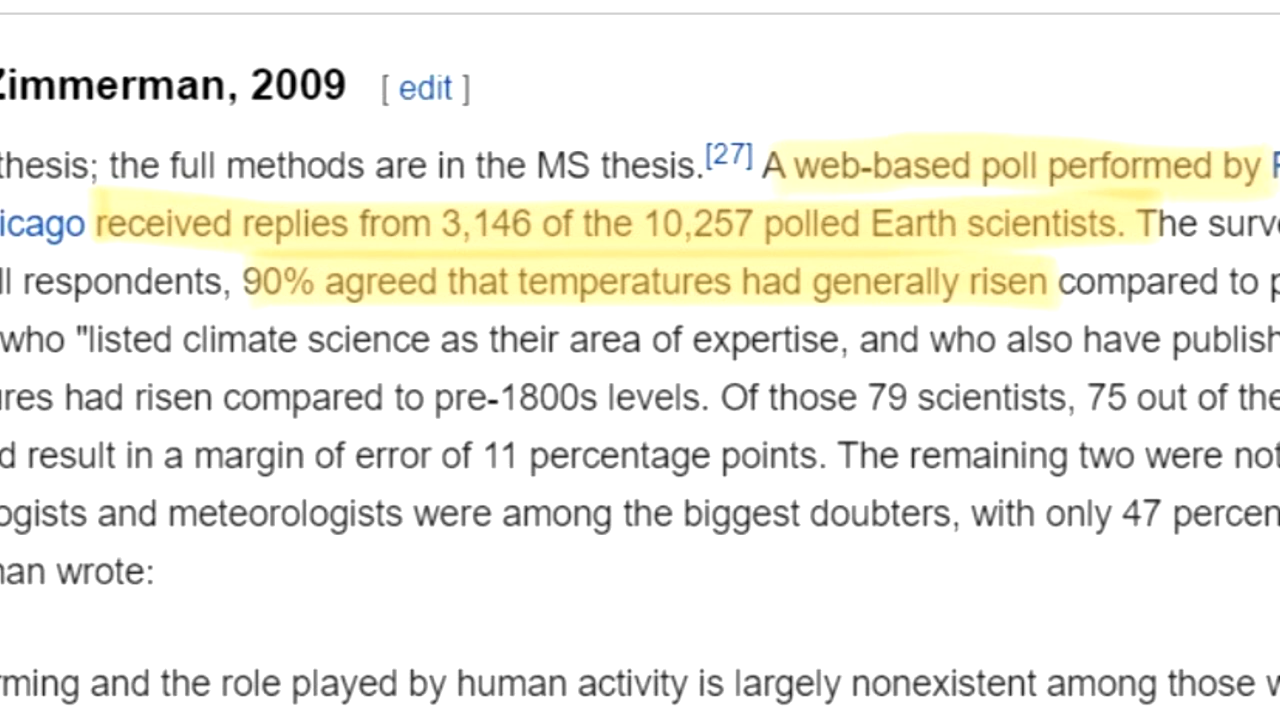 Zimmerman, 2009 [ edit ]
thesis; the full methods are in the MS thesis.[27] A web-based poll performed by
icago received replies from 3,146 of the 10,257 polled Earth scientists. The surv
ll respondents, 90% agreed that temperatures had generally risen compared to p
who "listed climate science as their area of expertise, and who also have publish
res had risen compared to pre-1800s levels. Of those 79 scientists, 75 out of the
d result in a margin of error of 11 percentage points. The remaining two were not
ogists and meteorologists were among the biggest doubters, with only 47 percen
an wrote:
rming and the role played by human activity is largely nonexistent among those w